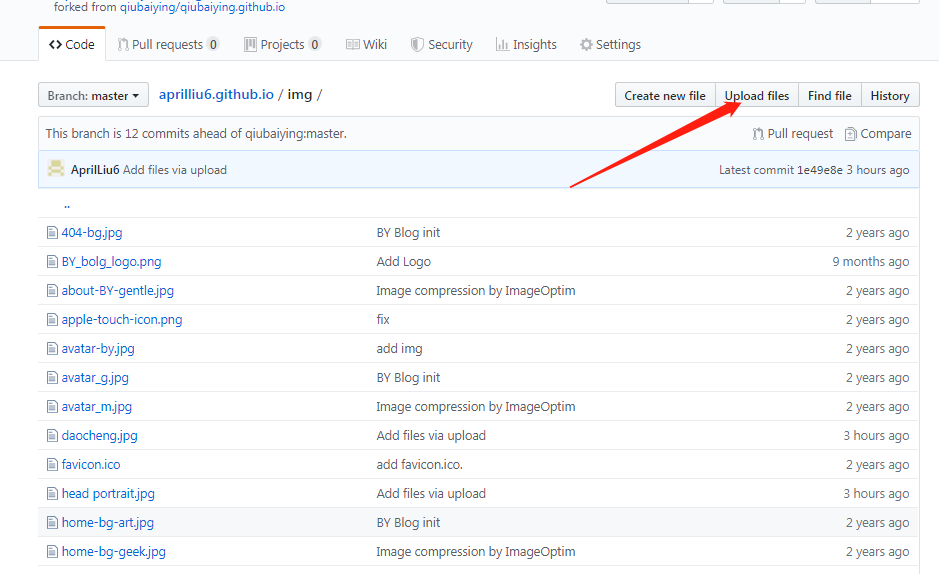 forked from qiubaiying/qiubaiying.github.io
Code Pull requests 0 Projects 0 Wiki Security Insights Settings
Branch: master aprilliu6.github.io / img / Create new file Upload files Find file History
This branch is 12 commits ahead of qiubaiying:master. Pull request Compare
AprilLiu6 Add files via upload Latest commit 1e49e8e 3 hours ago
..
404-bg.jpg BY Blog init 2 years ago
BY_bolg_logo.png Add Logo 9 months ago
about-BY-gentle.jpg Image compression by ImageOptim 2 years ago
apple-touch-icon.png fix 2 years ago
avatar-by.jpg add img 2 years ago
avatar_g.jpg BY Blog init 2 years ago
avatar_m.jpg Image compression by ImageOptim 2 years ago
daocheng.jpg Add files via upload 3 hours ago
favicon.ico add favicon.ico. 2 years ago
head portrait.jpg Add files via upload 3 hours ago
home-bg-art.jpg BY Blog init 2 years ago
home-bg-geek.jpg Image compression by ImageOptim 2 years ago